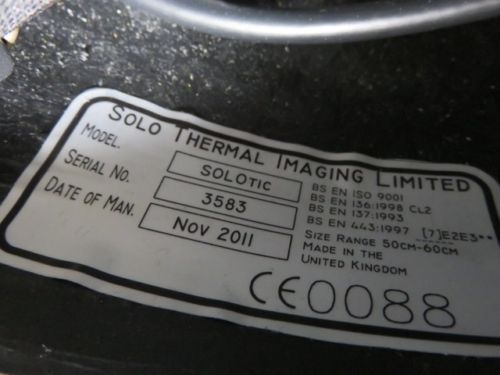 SOLO THERMAL IMAGING LIMITED
MODEL. SOLOTIC
SERIAL NO. 3583
DATE OF MAN. NOV 2011
BS EN ISO 9001
BS EN 136:1998 CL2
BS EN 137:1993
BS EN 443:1997 [7]E2E3**
SIZE RANGE 50CM-60CM
MADE IN THE
UNITED KINGDOM
CE0088